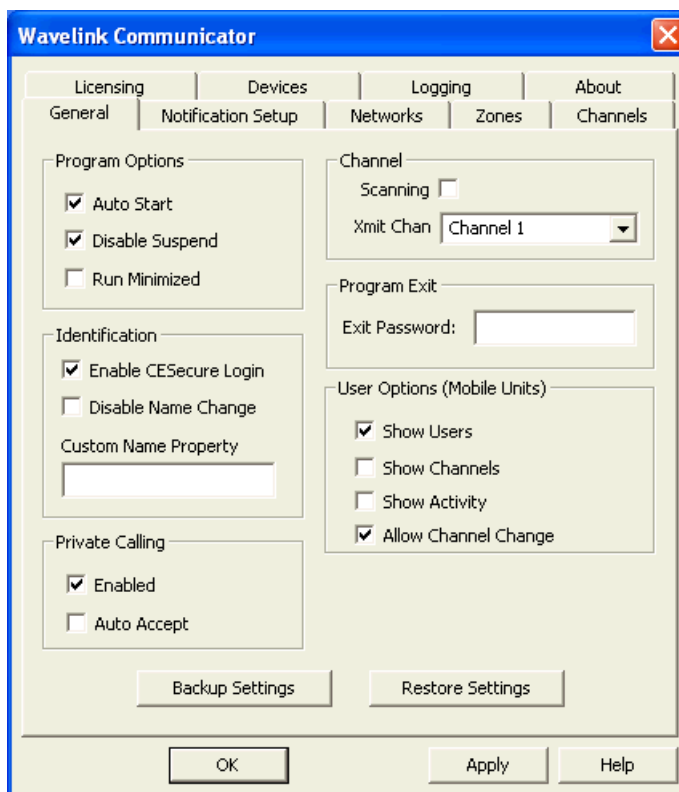 Wavelink Communicator
Licensing
Devices
Logging
About
General
Notification Setup
Networks
Zones
Channels
Program Options
Auto Start
Disable Suspend
Run Minimized
Identification
Enable CESecure Login
Disable Name Change
Custom Name Property
Private Calling
Enabled
Auto Accept
Channel
Scanning
Xmit Chan Channel 1
Program Exit
Exit Password:
User Options (Mobile Units)
Show Users
Show Channels
Show Activity
Allow Channel Change
Backup Settings
Restore Settings
OK
Apply
Help